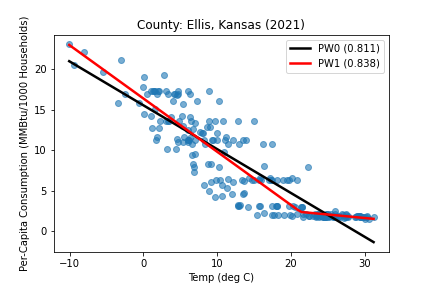 County: Ellis, Kansas (2021)
PW0 (0.811)
PW1 (0.838)
Per-Capita Consumption (MMBtu/1000 Households)
20
15
10
5
0
−10
0
10
20
30
Temp (deg C)